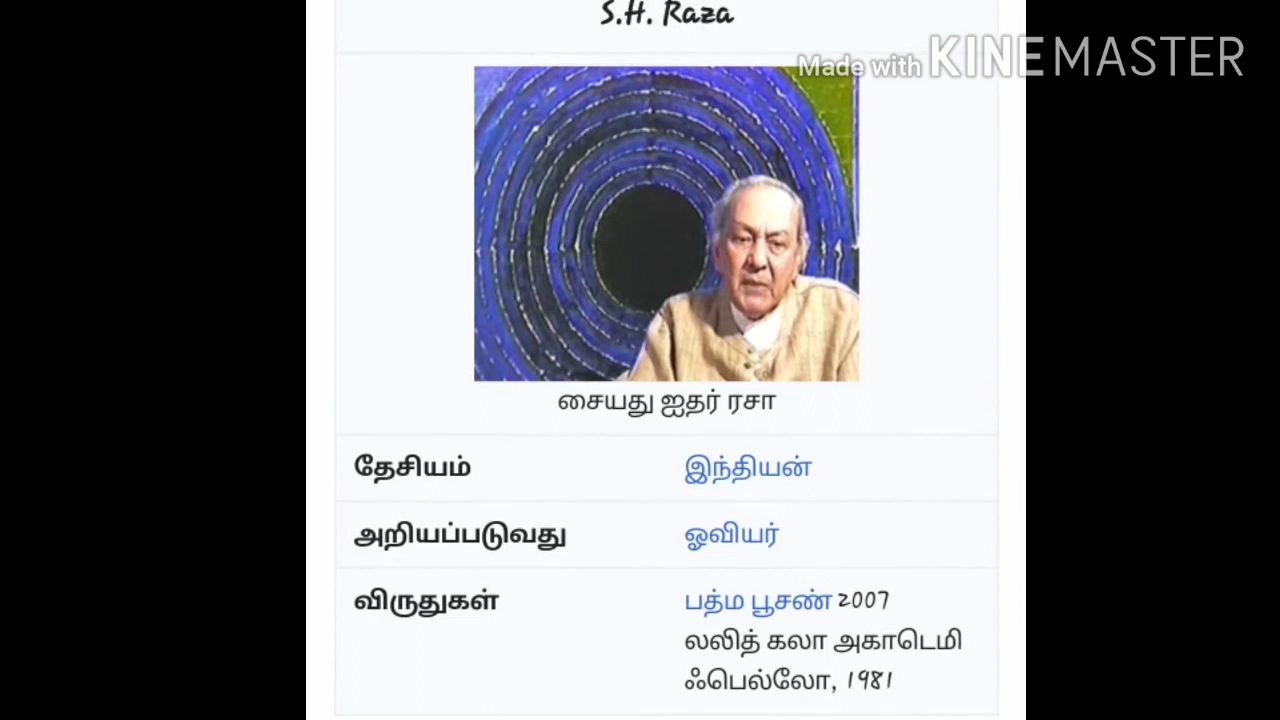 S.H. Raza
Made with KINEMASTER
சையது ஐதர் ரசா
தேசியம் இந்தியன்
அறியப்படுவது ஓவியர்
விருதுகள் பத்ம பூசண் 2007
லலித் கலா அகாடெமி
ஃபெல்லோ, 1981